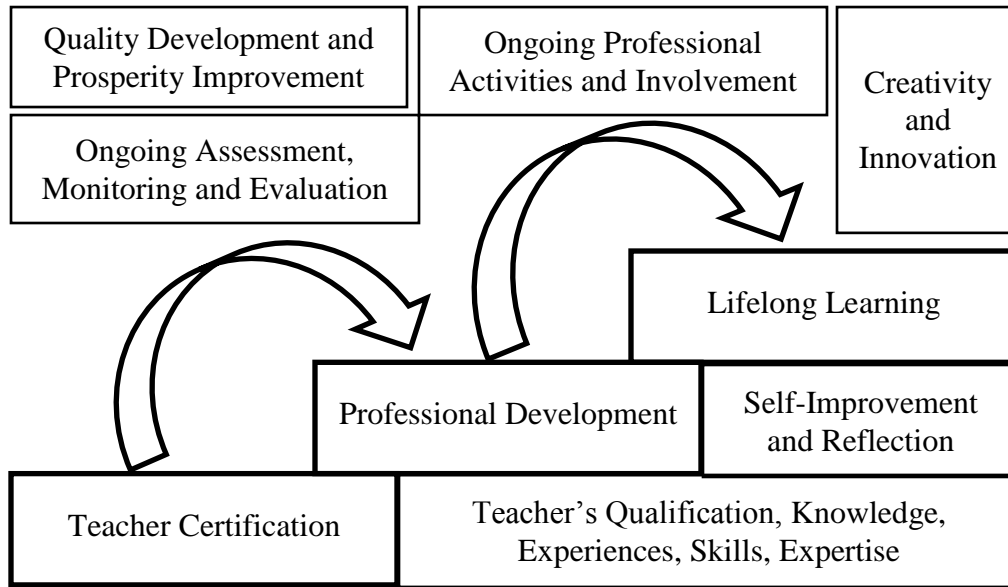 Quality Development and
Prosperity Improvement
Ongoing Professional
Activities and Involvement
Creativity
and
Innovation
Ongoing Assessment,
Monitoring and Evaluation
Lifelong Learning
Professional Development
Self-Improvement
and Reflection
Teacher Certification
Teacher’s Qualification, Knowledge,
Experiences, Skills, Expertise